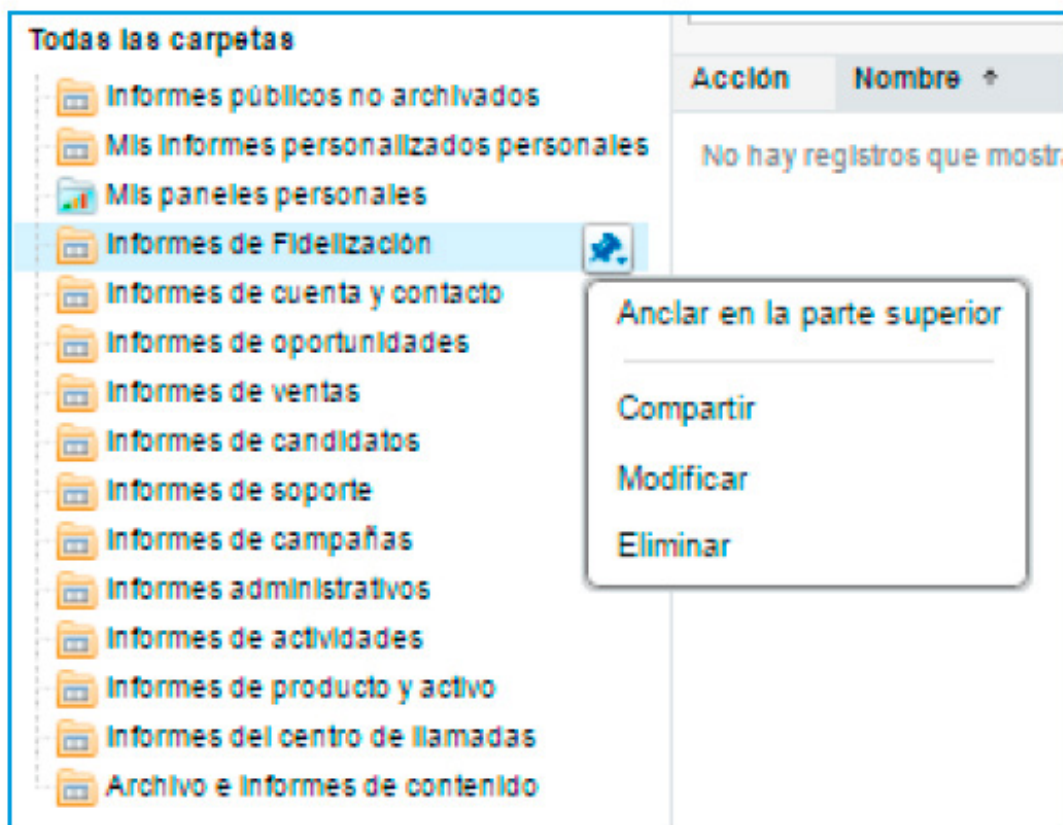 Todas las carpetas
Informes públicos no archivados
Mis informes personalizados personales
Mis paneles personales
Informes de Fidelización
Informes de cuenta y contacto
Informes de oportunidades
Informes de ventas
Informes de candidatos
Informes de soporte
Informes de campañas
Informes administrativos
Informes de actividades
Informes de producto y activo
Informes del centro de llamadas
Archivo e informes de contenido
Acción Nombre
No hay registros que
Anclar en la parte superior
Compartir
Modificar
Eliminar